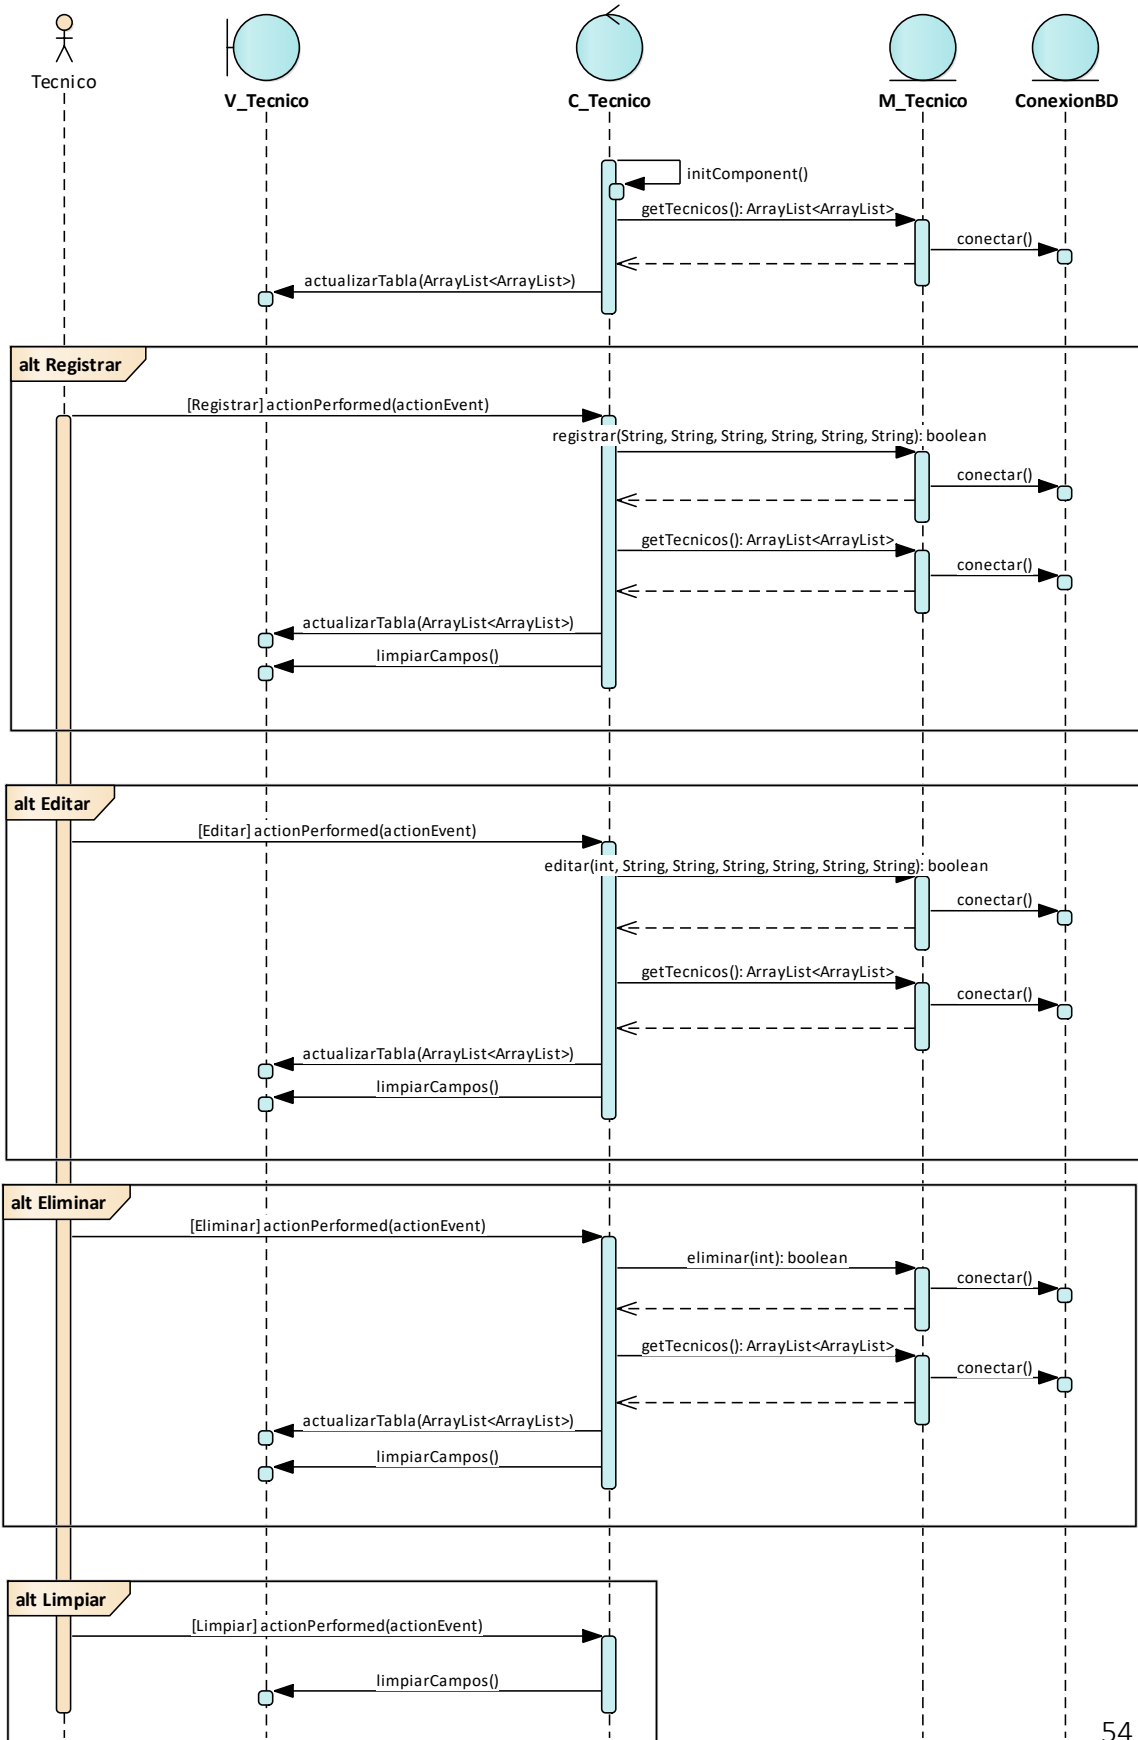 Tecnico
V_Tecnico
C_Tecnico
M_Tecnico
ConexionBD
initComponent()
getTecnicos(): ArrayList<ArrayList>
conectar()
actualizarTabla(ArrayList<ArrayList>)
alt Registrar
[Registrar] actionPerformed(actionEvent)
registrar(String, String, String, String, String, String): boolean
conectar()
getTecnicos(): ArrayList<ArrayList>
conectar()
actualizarTabla(ArrayList<ArrayList>)
limpiarCampos()
alt Editar
[Editar] actionPerformed(actionEvent)
editar(int, String, String, String, String, String, String): boolean
conectar()
getTecnicos(): ArrayList<ArrayList>
conectar()
actualizarTabla(ArrayList<ArrayList>)
limpiarCampos()
alt Eliminar
[Eliminar] actionPerformed(actionEvent)
eliminar(int): boolean
conectar()
getTecnicos(): ArrayList<ArrayList>
conectar()
actualizarTabla(ArrayList<ArrayList>)
limpiarCampos()
alt Limpiar
[Limpiar] actionPerformed(actionEvent)
limpiarCampos()
54